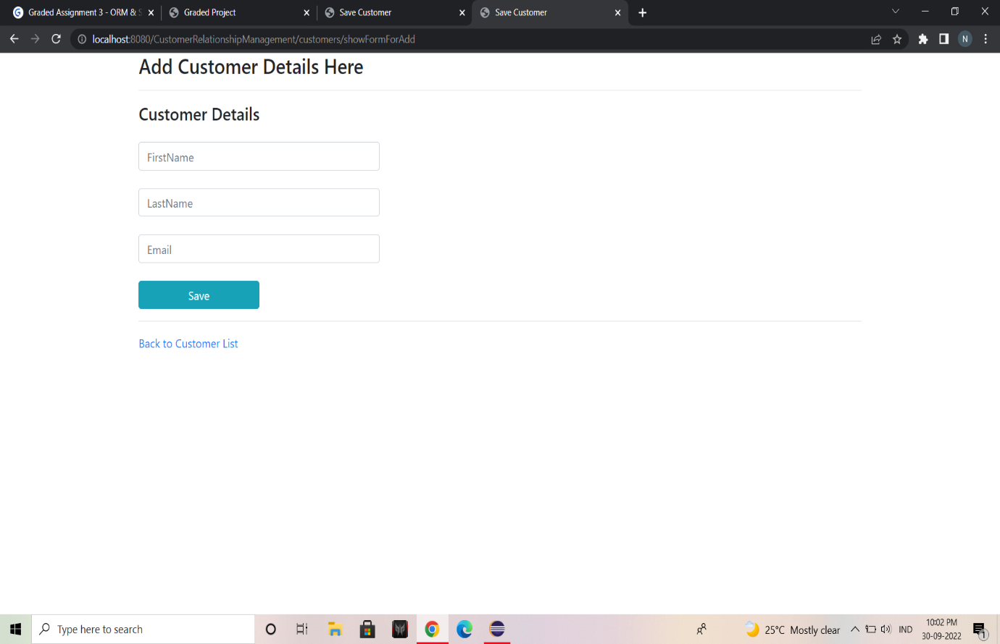 Graded Assignment 3 - ORM & S
Graded Project
Save Customer
Save Customer
localhost:8080/CustomerRelationshipManagement/customers/showFormForAdd
N
Add Customer Details Here
Customer Details
FirstName
LastName
Email
Save
Back to Customer List
Type here to search
25°C Mostly clear
IND
10:02 PM
30-09-2022
1